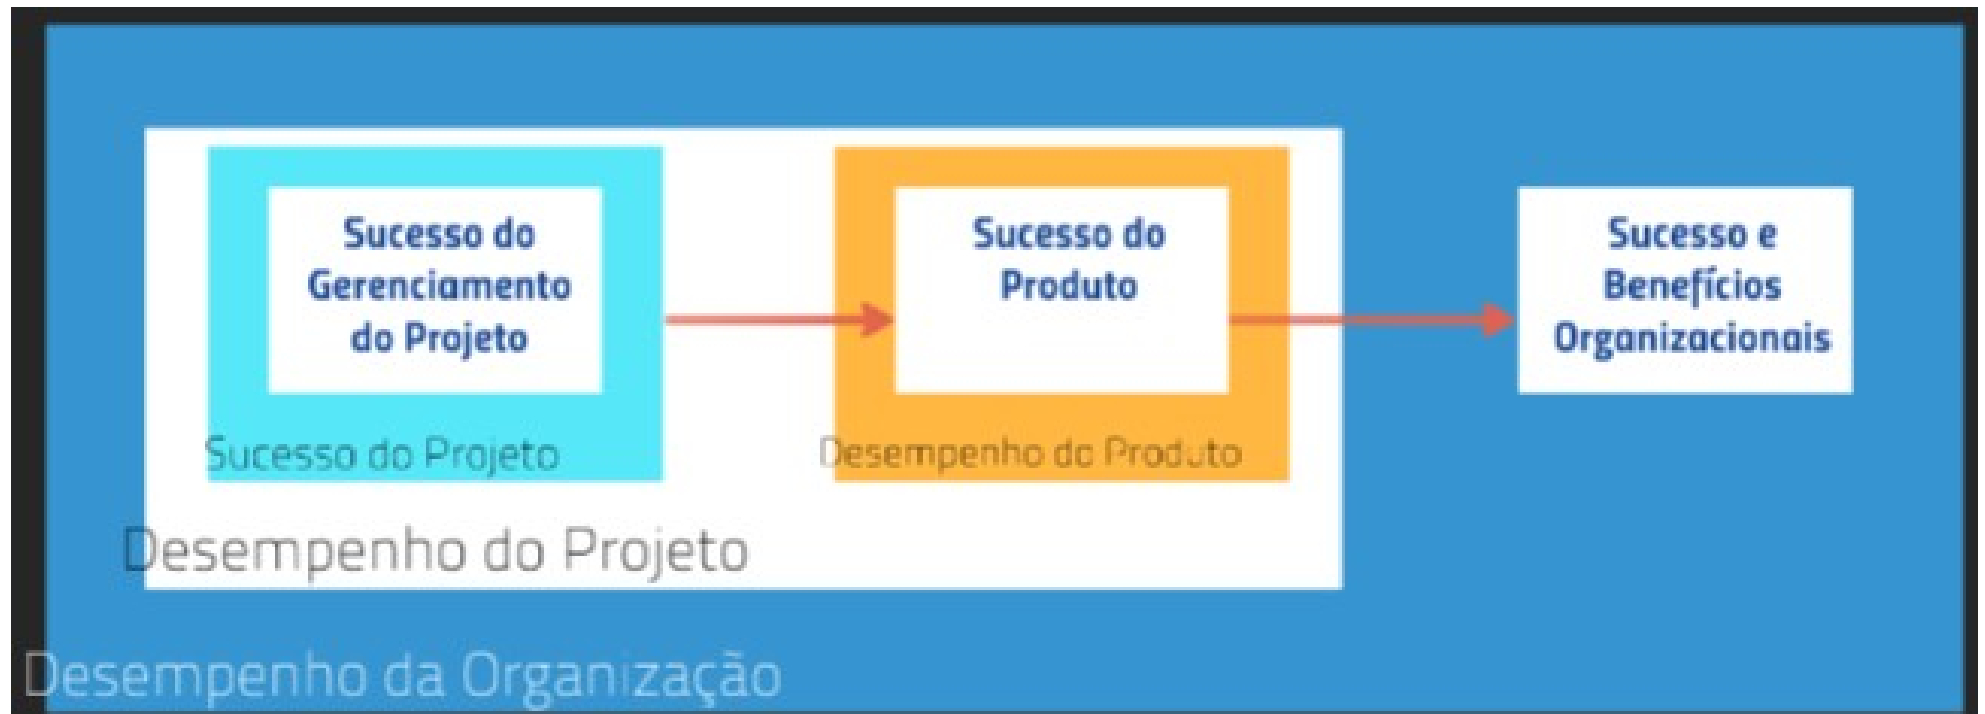 Sucesso do
Gerenciamento
do Projeto
Sucesso do
Produto
Sucesso e
Benefícios
Organizacionais
Sucesso do Projeto
Desempenho do Produto
Desempenho do Projeto
Desempenho da Organização